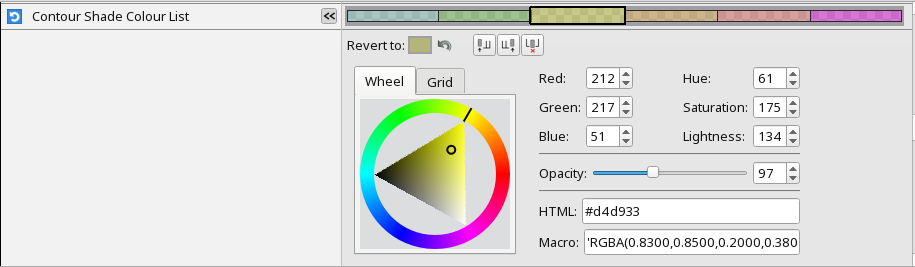 Contour Shade Colour List
Revert to:
Wheel
Grid
Red: 212
Hue: 61
Green: 217
Saturation: 175
Blue: 51
Lightness: 134
Opacity: 97
HTML: #d4d933
Macro: 'RGBA(0.8300,0.8500,0.2000,0.380